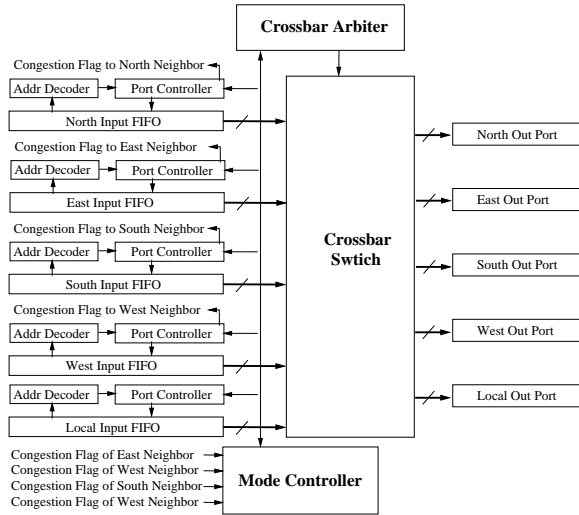 Crossbar Arbiter
Congestion Flag to North Neighbor
Addr Decoder
Port Controller
North Input FIFO
North Out Port
Congestion Flag to East Neighbor
Addr Decoder
Port Controller
East Input FIFO
East Out Port
Congestion Flag to South Neighbor
Addr Decoder
Port Controller
South Input FIFO
South Out Port
Crossbar
Swtich
Congestion Flag to West Neighbor
Addr Decoder
Port Controller
West Input FIFO
West Out Port
Addr Decoder
Port Controller
Local Input FIFO
Local Out Port
Congestion Flag of East Neighbor
Congestion Flag of West Neighbor
Congestion Flag of South Neighbor
Congestion Flag of West Neighbor
Mode Controller